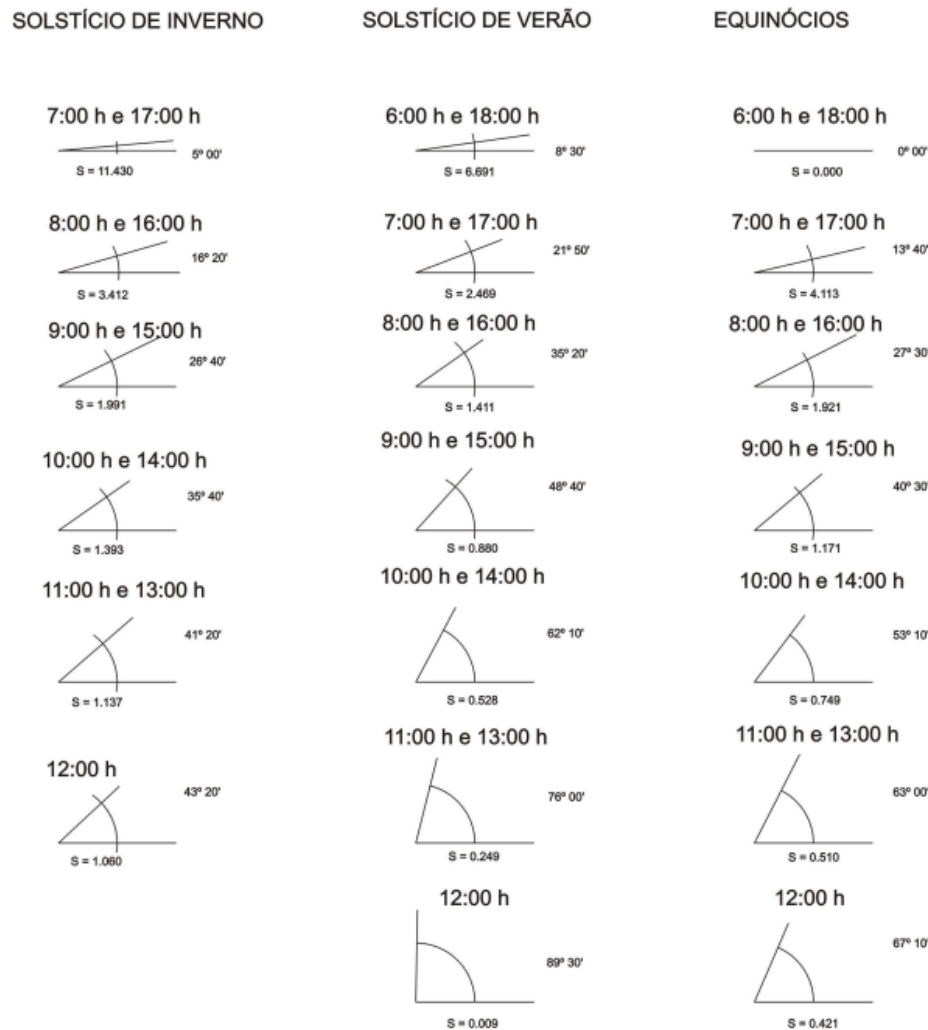 SOLSTÍCIO DE INVERNO
7:00 h e 17:00 h
5º 00'
S = 11.430
8:00 h e 16:00 h
16º 20'
S = 3.412
9:00 h e 15:00 h
26º 40'
S = 1.991
10:00 h e 14:00 h
35º 40'
S = 1.393
11:00 h e 13:00 h
41º 20'
S = 1.137
12:00 h
43º 20'
S = 1.060
SOLSTÍCIO DE VERÃO
6:00 h e 18:00 h
8º 30'
S = 6.691
7:00 h e 17:00 h
21º 50'
S = 2.469
8:00 h e 16:00 h
35º 20'
S = 1.411
9:00 h e 15:00 h
48º 40'
S = 0.880
10:00 h e 14:00 h
62º 10'
S = 0.528
11:00 h e 13:00 h
76º 00'
S = 0.249
12:00 h
89º 30'
S = 0.009
EQUINÓCIOS
6:00 h e 18:00 h
0º 00'
S = 0.000
7:00 h e 17:00 h
13º 40'
S = 4.113
8:00 h e 16:00 h
27º 30'
S = 1.921
9:00 h e 15:00 h
40º 30'
S = 1.171
10:00 h e 14:00 h
53º 10'
S = 0.749
11:00 h e 13:00 h
63º 00'
S = 0.510
12:00 h
67º 10'
S = 0.421